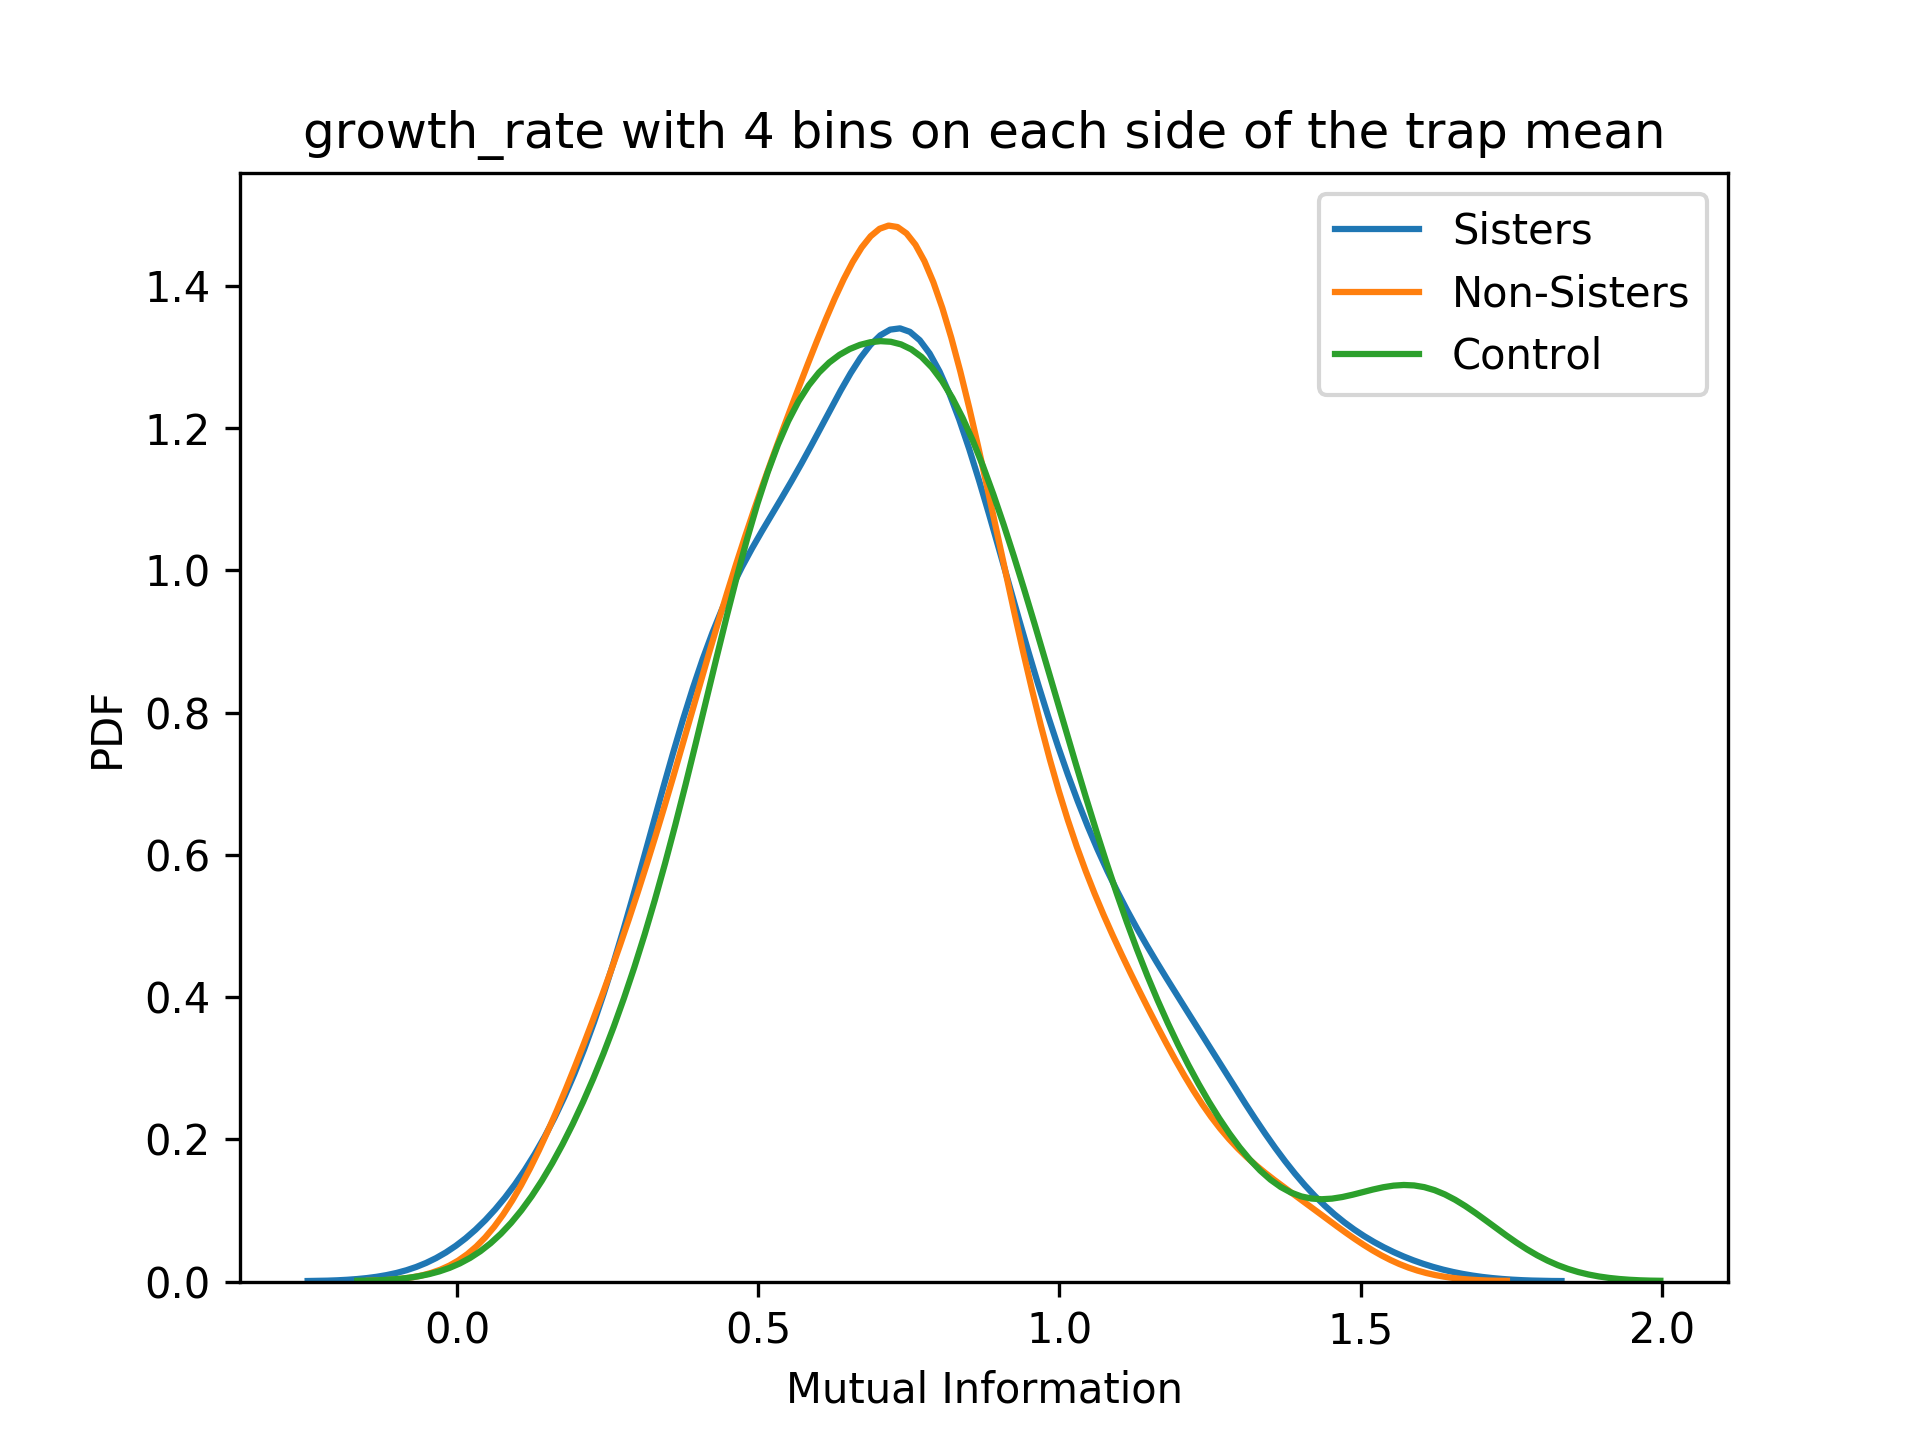 growth_rate with 4 bins on each side of the trap mean
Sisters
Non-Sisters
Control
PDF
1.4
1.2
1.0
0.8
0.6
0.4
0.2
0.0
0.0 0.5 1.0 1.5 2.0
Mutual Information